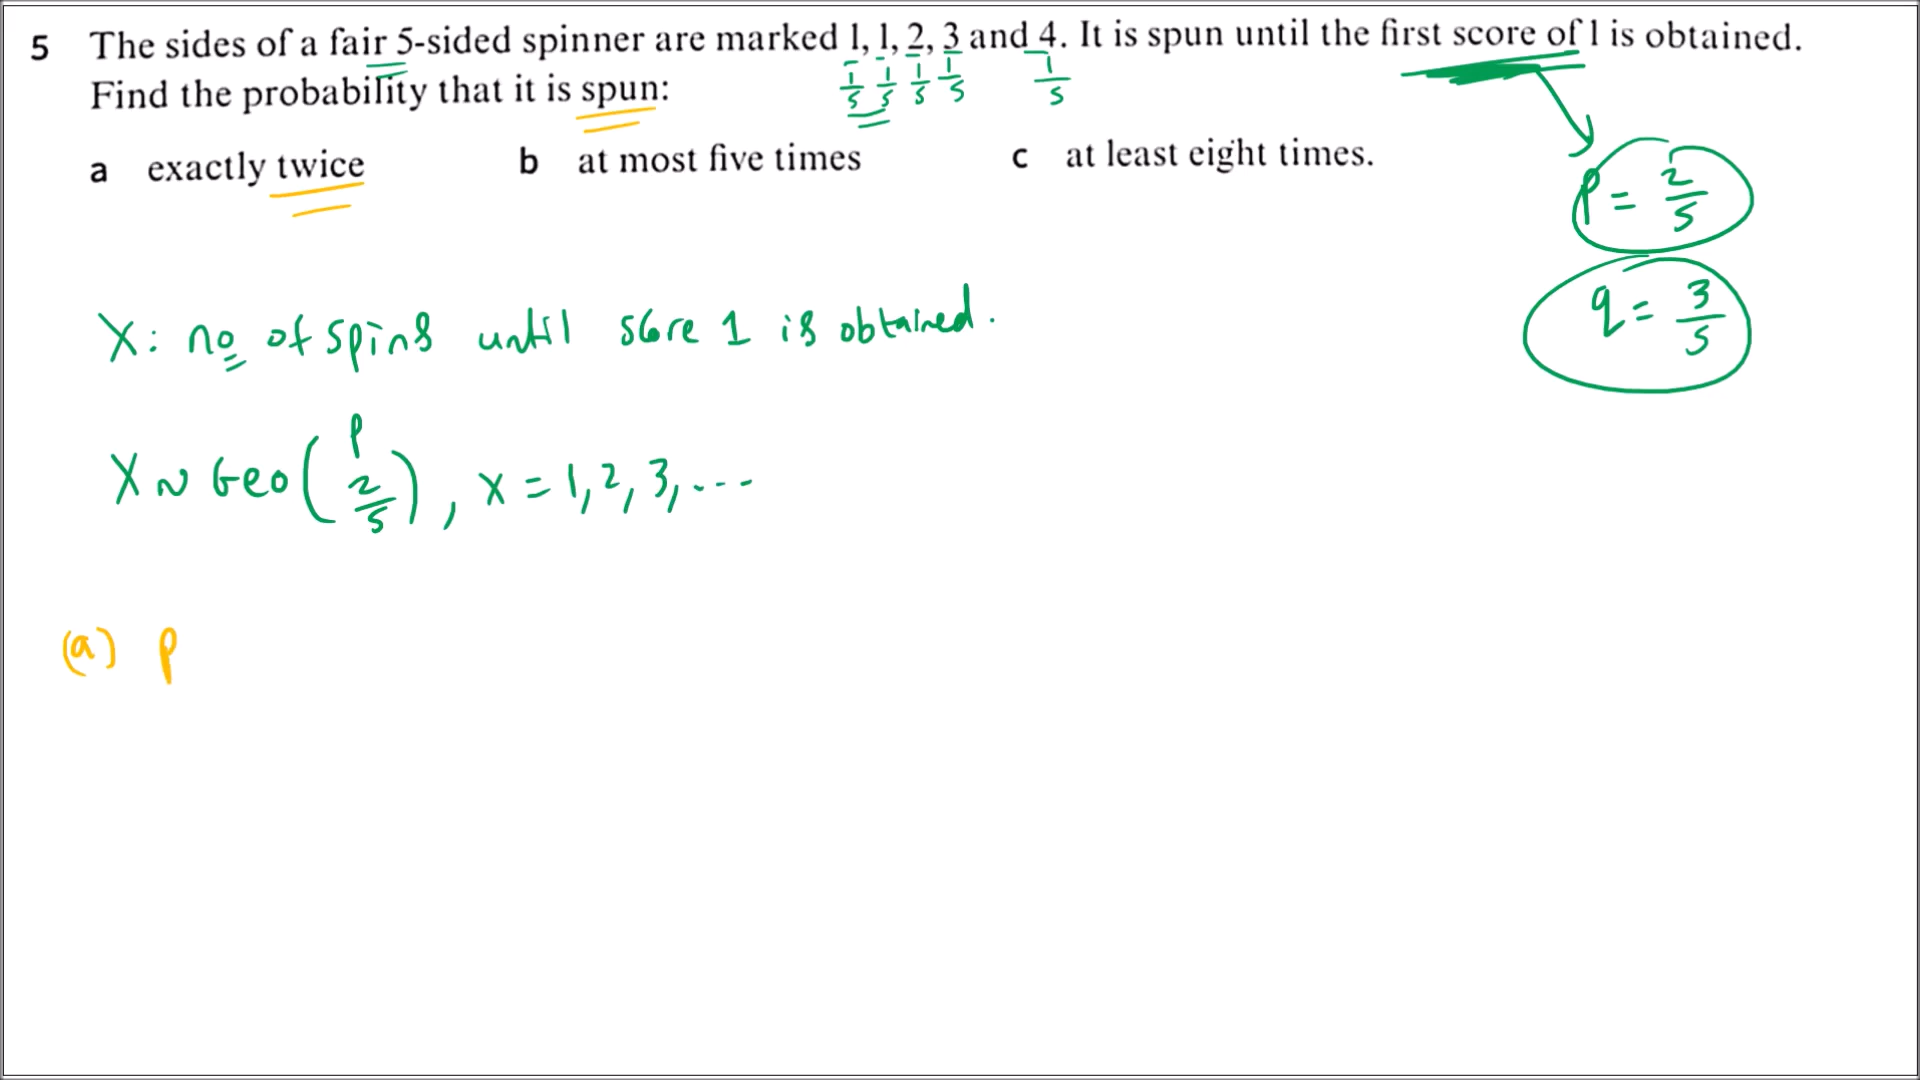 5 The sides of a fair 5-sided spinner are marked 1, 1, 2, 3 and 4. It is spun until the first score of 1 is obtained.
Find the probability that it is spun:
1/5 1/5 1/5 1/5 1/5
a exactly twice b at most five times c at least eight times.
p = 2/5
q = 3/5
X: no of spins until score 1 is obtained.
p
X ~ Geo(2/5), x = 1, 2, 3, ...
(a) P